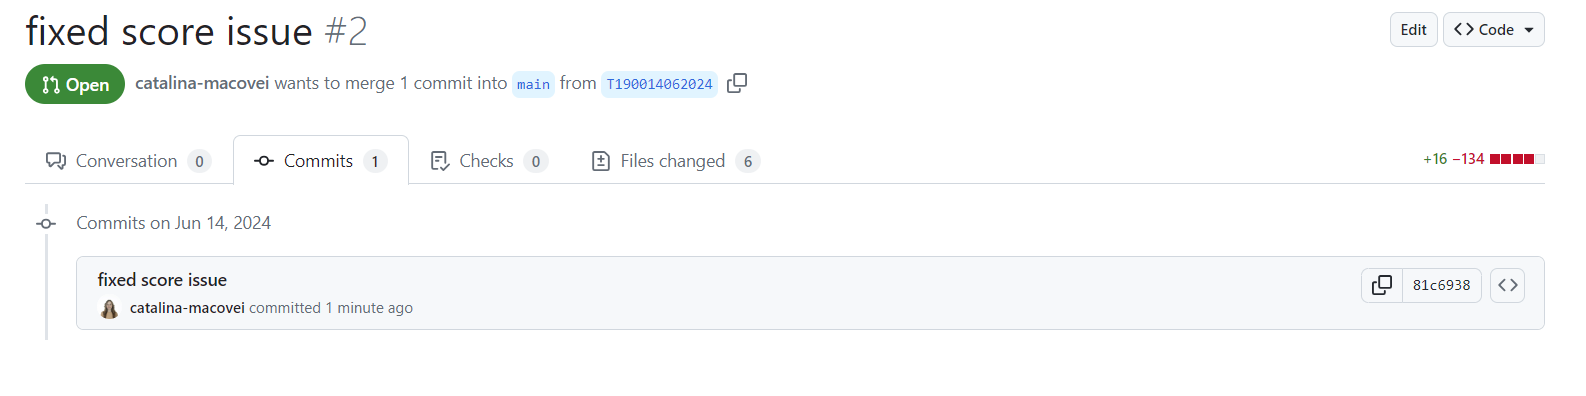 fixed score issue #2
Edit
<> Code
Open
catalina-macovei wants to merge 1 commit into main from T190014062024
Conversation 0
Commits 1
Checks 0
Files changed 6
+16 −134
Commits on Jun 14, 2024
fixed score issue
81c6938
catalina-macovei committed 1 minute ago